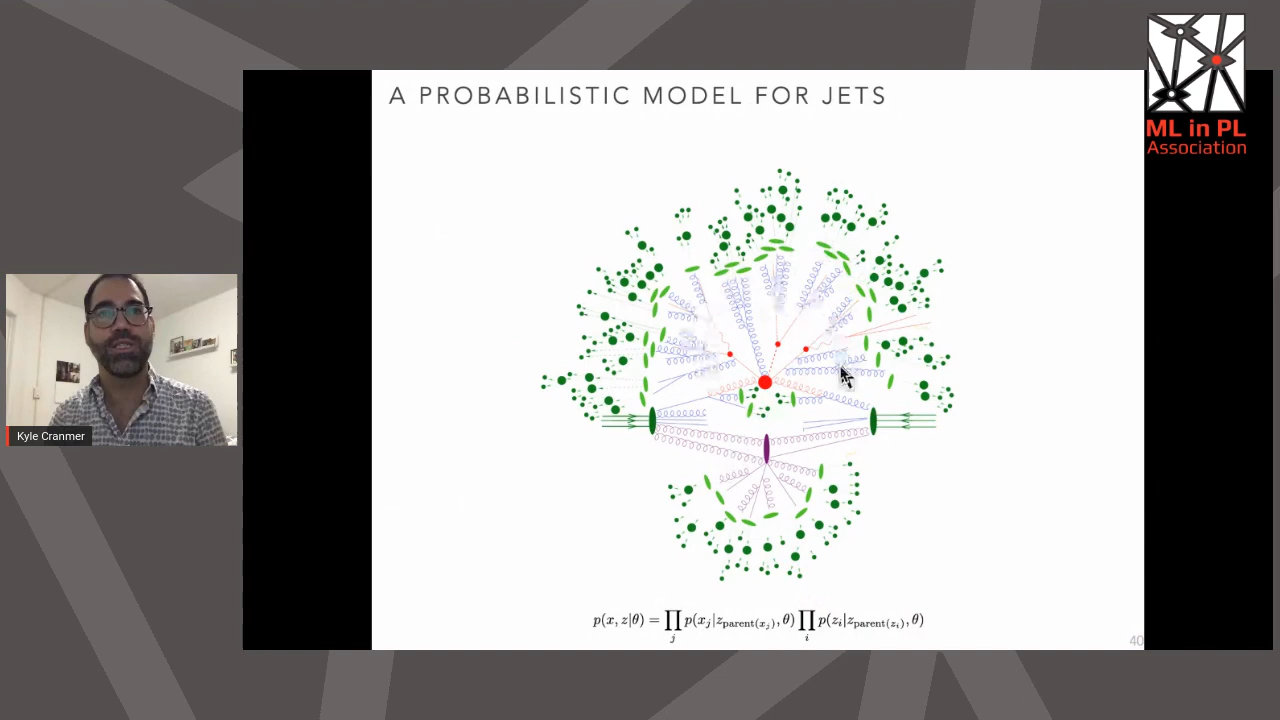 A PROBABILISTIC MODEL FOR JETS
ML in PL
Association
Kyle Cranmer
p(x, z|θ) = ∏_j p(x_j|z_parent(x_j), θ) ∏_i p(z_i|z_parent(z_i), θ)
40